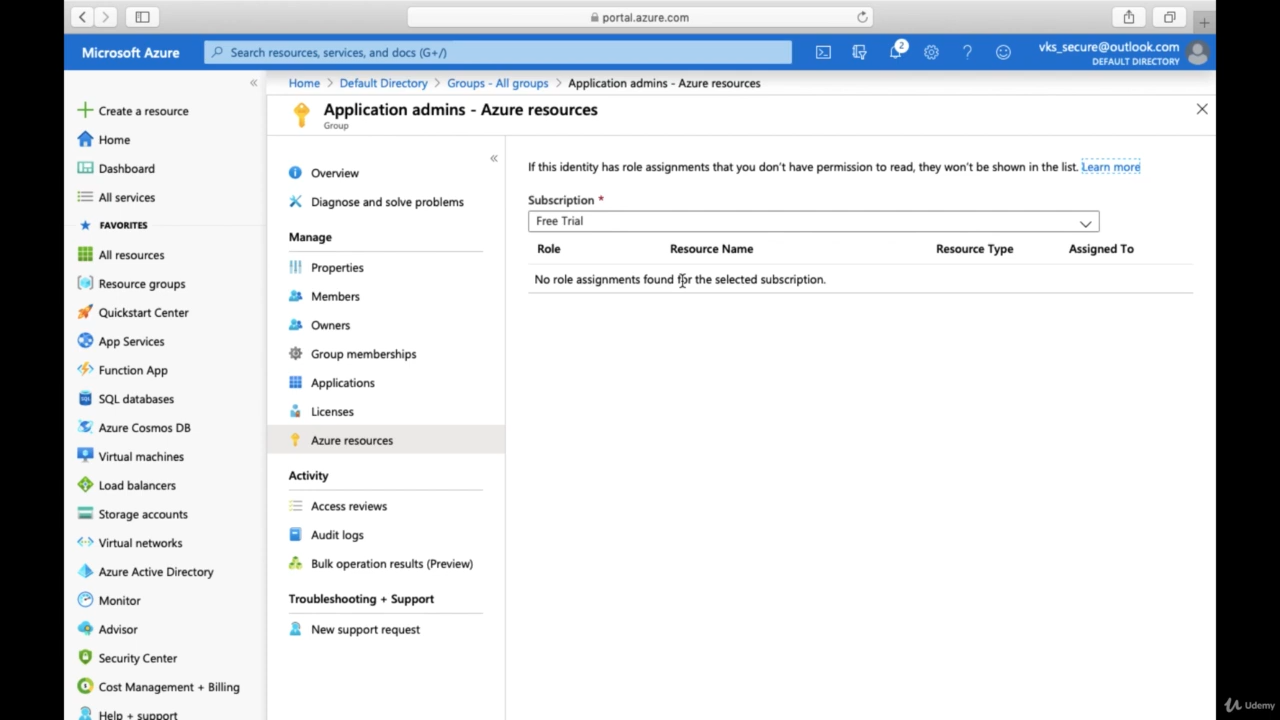 portal.azure.com
Microsoft Azure
Search resources, services, and docs (G+/)
2
vks_secure@outlook.com
DEFAULT DIRECTORY
Home > Default Directory > Groups - All groups > Application admins - Azure resources
Application admins - Azure resources
Group
Create a resource
Home
Dashboard
All services
FAVORITES
All resources
Resource groups
Quickstart Center
App Services
Function App
SQL databases
Azure Cosmos DB
Virtual machines
Load balancers
Storage accounts
Virtual networks
Azure Active Directory
Monitor
Advisor
Security Center
Cost Management + Billing
Help + support
Overview
Diagnose and solve problems
Manage
Properties
Members
Owners
Group memberships
Applications
Licenses
Azure resources
Activity
Access reviews
Audit logs
Bulk operation results (Preview)
Troubleshooting + Support
New support request
If this identity has role assignments that you don't have permission to read, they won't be shown in the list. Learn more
Subscription *
Free Trial
Role Resource Name Resource Type Assigned To
No role assignments found for the selected subscription.
Udemy